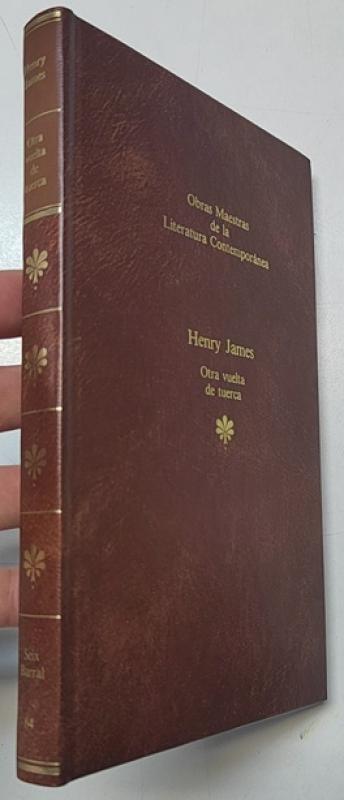 Henry
James
Otra
vuelta
de
tuerca
Seix
Barral
64
Obras Maestras
de la
Literatura Contemporánea
Henry James
Otra vuelta
de tuerca